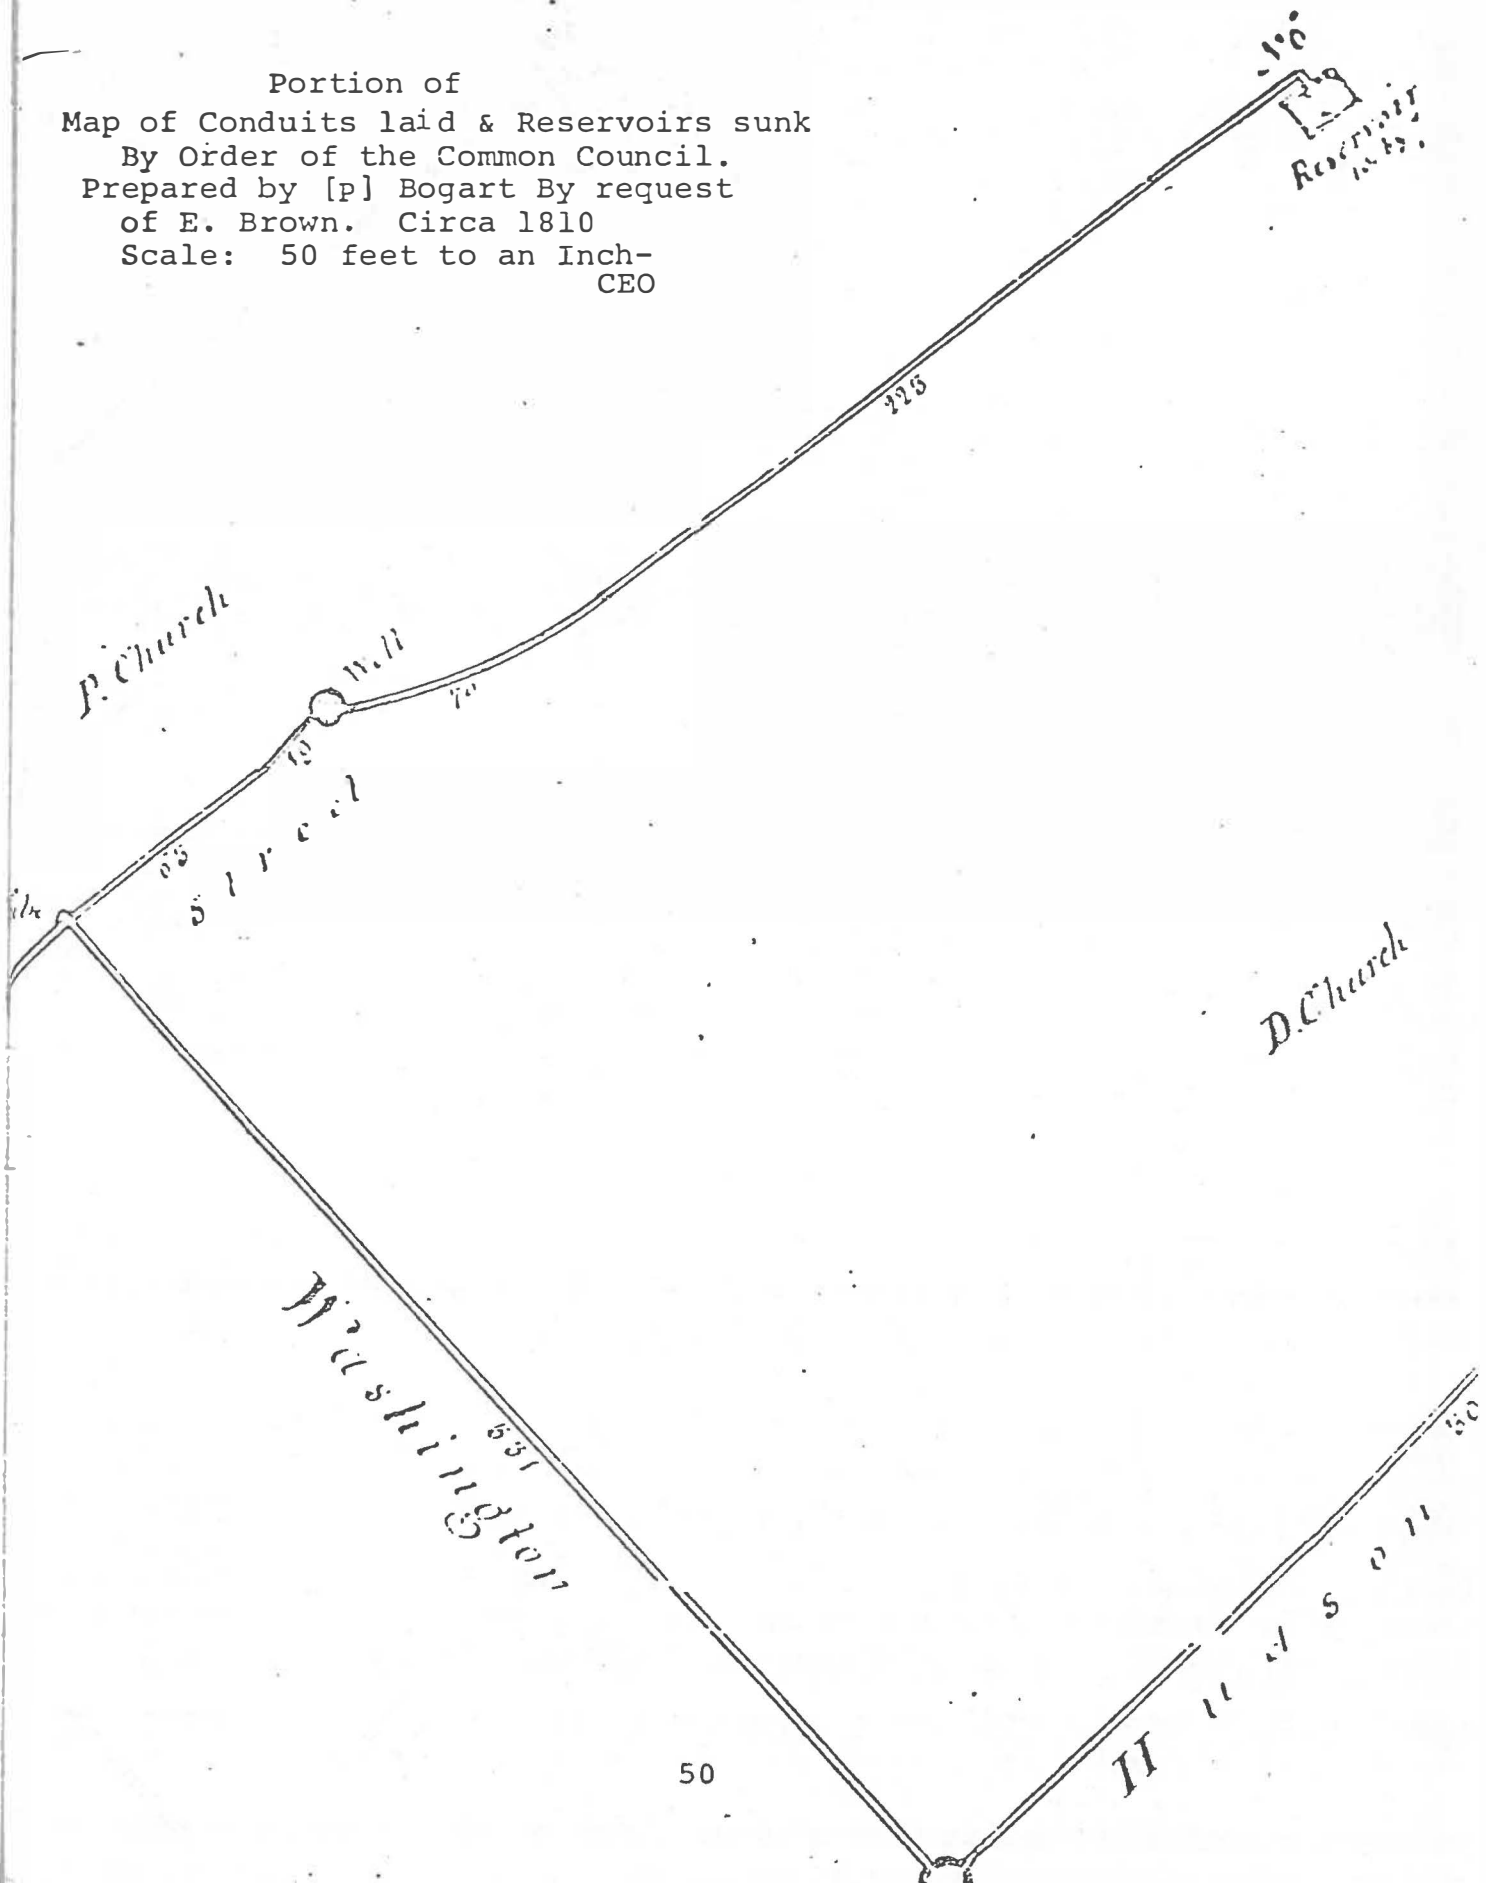 Portion of
Map of Conduits laid & Reservoirs sunk
By Order of the Common Council.
Prepared by [p] Bogart By request
of E. Brown. Circa 1810
Scale: 50 feet to an Inch-
CEO
Reservoir
225
P. Church
Well
70
Street
D. Church
Washington
331
50
Hudson
50